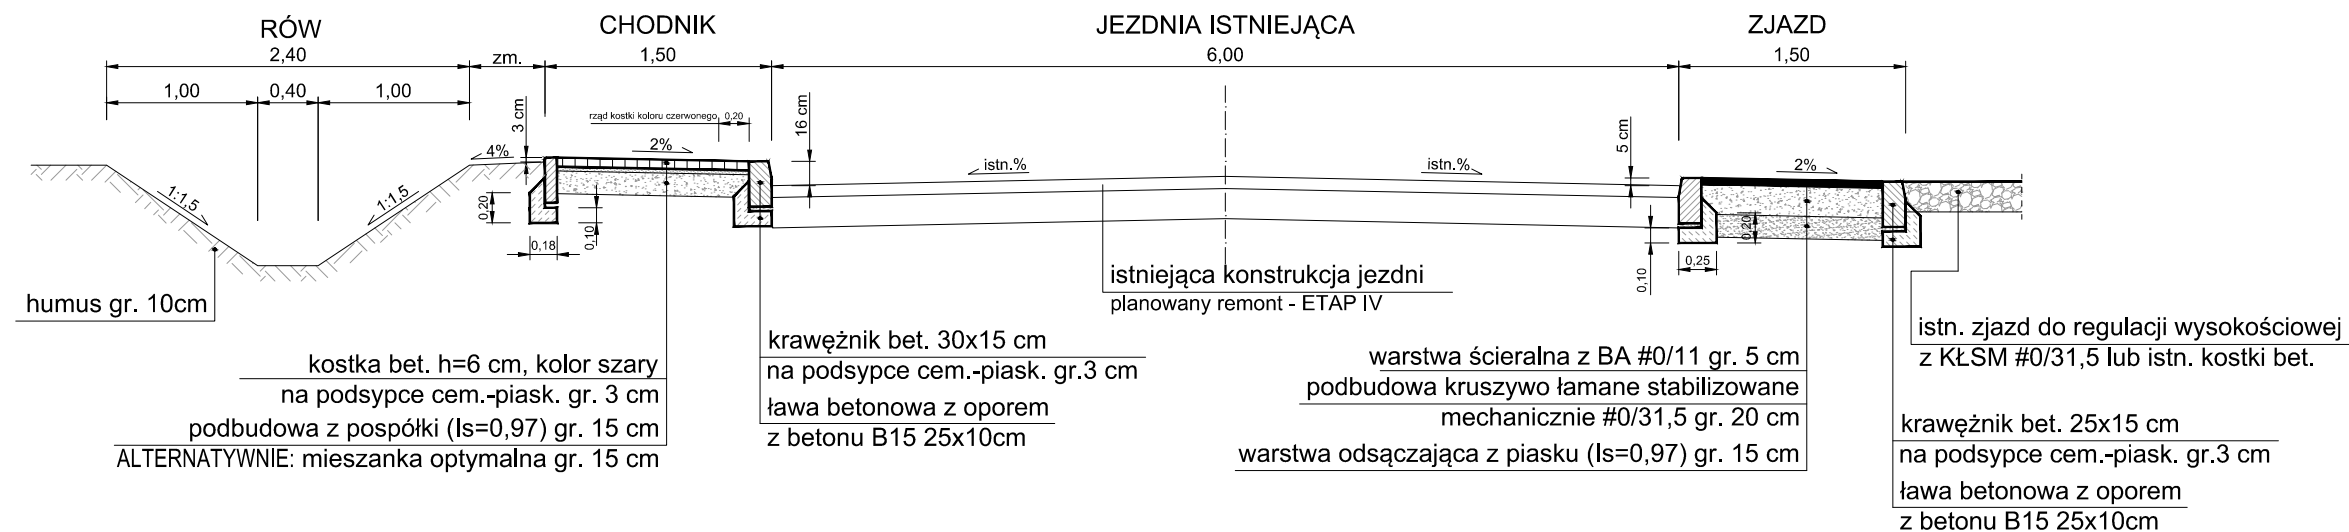 RÓW
CHODNIK
JEZDNIA ISTNIEJĄCA
ZJAZD
2,40
zm.
1,50
6,00
1,50
1,00
0,40
1,00
3 cm
rząd kostki koloru czerwonego
0,20
16 cm
5 cm
4%
2%
istn.%
istn.%
2%
1:1,5
1:1,5
0,20
0,10
0,18
0,20
0,10
0,25
humus gr. 10cm
istniejąca konstrukcja jezdni
planowany remont - ETAP IV
kostka bet. h=6 cm, kolor szary
na podsypce cem.-piask. gr. 3 cm
podbudowa z pospółki (Is=0,97) gr. 15 cm
ALTERNATYWNIE: mieszanka optymalna gr. 15 cm
krawężnik bet. 30x15 cm
na podsypce cem.-piask. gr.3 cm
ława betonowa z oporem
z betonu B15 25x10cm
warstwa ścieralna z BA #0/11 gr. 5 cm
podbudowa kruszywo łamane stabilizowane
mechanicznie #0/31,5 gr. 20 cm
warstwa odsączająca z piasku (Is=0,97) gr. 15 cm
istn. zjazd do regulacji wysokościowej
z KŁSM #0/31,5 lub istn. kostki bet.
krawężnik bet. 25x15 cm
na podsypce cem.-piask. gr.3 cm
ława betonowa z oporem
z betonu B15 25x10cm